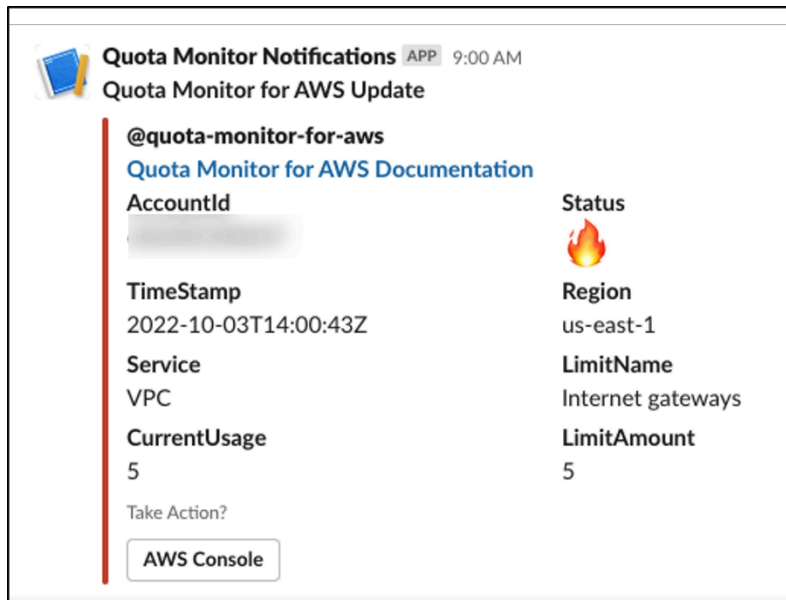 Quota Monitor Notifications APP 9:00 AM
Quota Monitor for AWS Update
@quota-monitor-for-aws
Quota Monitor for AWS Documentation
AccountId Status
TimeStamp Region
2022-10-03T14:00:43Z us-east-1
Service LimitName
VPC Internet gateways
CurrentUsage LimitAmount
5 5
Take Action?
AWS Console